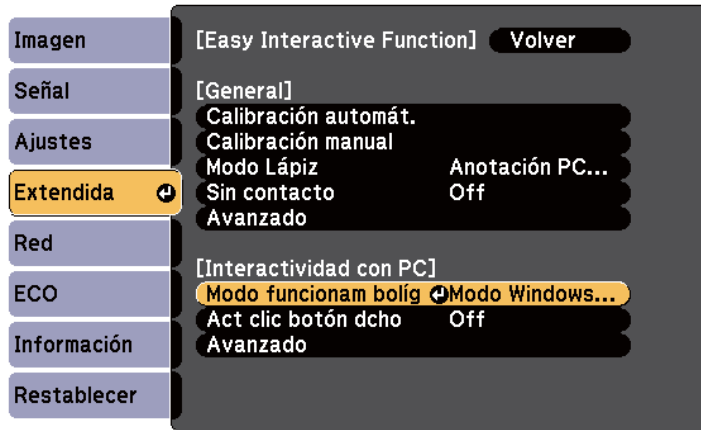 Imagen
Señal
Ajustes
Extendida
Red
ECO
Información
Restablecer
[Easy Interactive Function] Volver
[General]
Calibración automát.
Calibración manual
Modo Lápiz Anotación PC...
Sin contacto Off
Avanzado
[Interactividad con PC]
Modo funcionam bolíg Modo Windows...
Act clic botón dcho Off
Avanzado